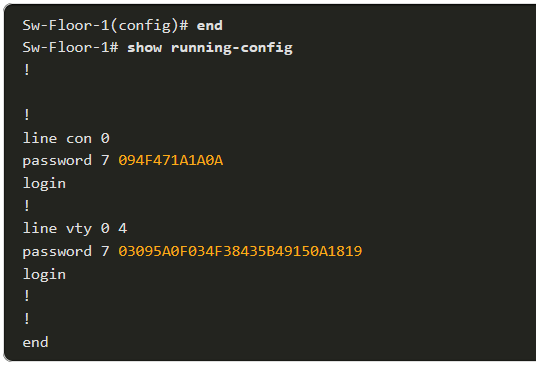 Sw-Floor-1(config)# end
Sw-Floor-1# show running-config
!
!
line con 0
password 7 094F471A1A0A
login
!
line vty 0 4
password 7 03095A0F034F38435B49150A1819
login
!
!
end